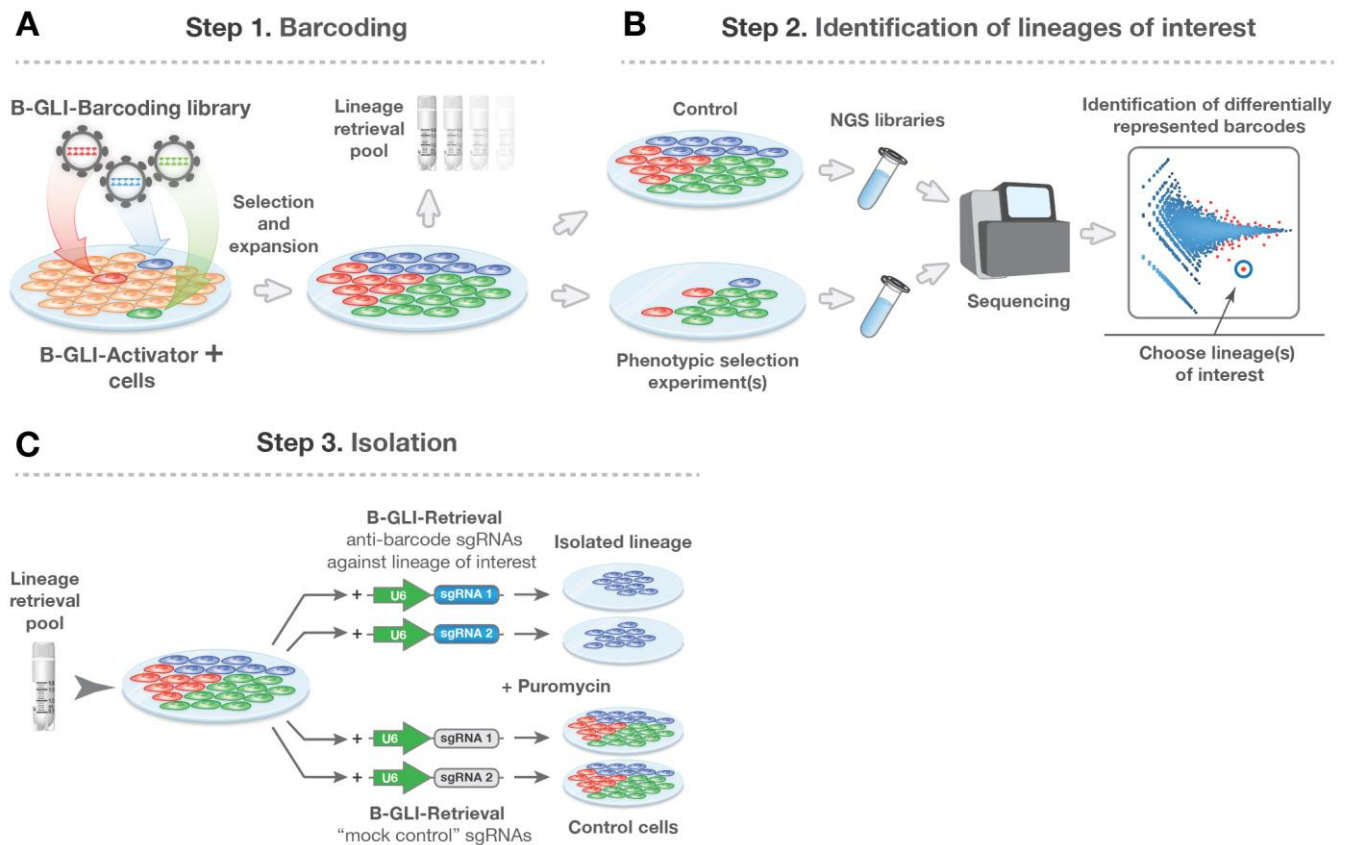 A
Step 1. Barcoding
B-GLI-Barcoding library
Lineage
retrieval
pool
Selection
and
expansion
B-GLI-Activator +
cells
B
Step 2. Identification of lineages of interest
Control
NGS libraries
Identification of differentially
represented barcodes
Sequencing
Phenotypic selection
experiment(s)
Choose lineage(s)
of interest
C
Step 3. Isolation
Lineage
retrieval
pool
B-GLI-Retrieval
anti-barcode sgRNAs
against lineage of interest
Isolated lineage
+ U6 sgRNA 1
+ U6 sgRNA 2
+ Puromycin
+ U6 sgRNA 1
+ U6 sgRNA 2
B-GLI-Retrieval
“mock control” sgRNAs
Control cells